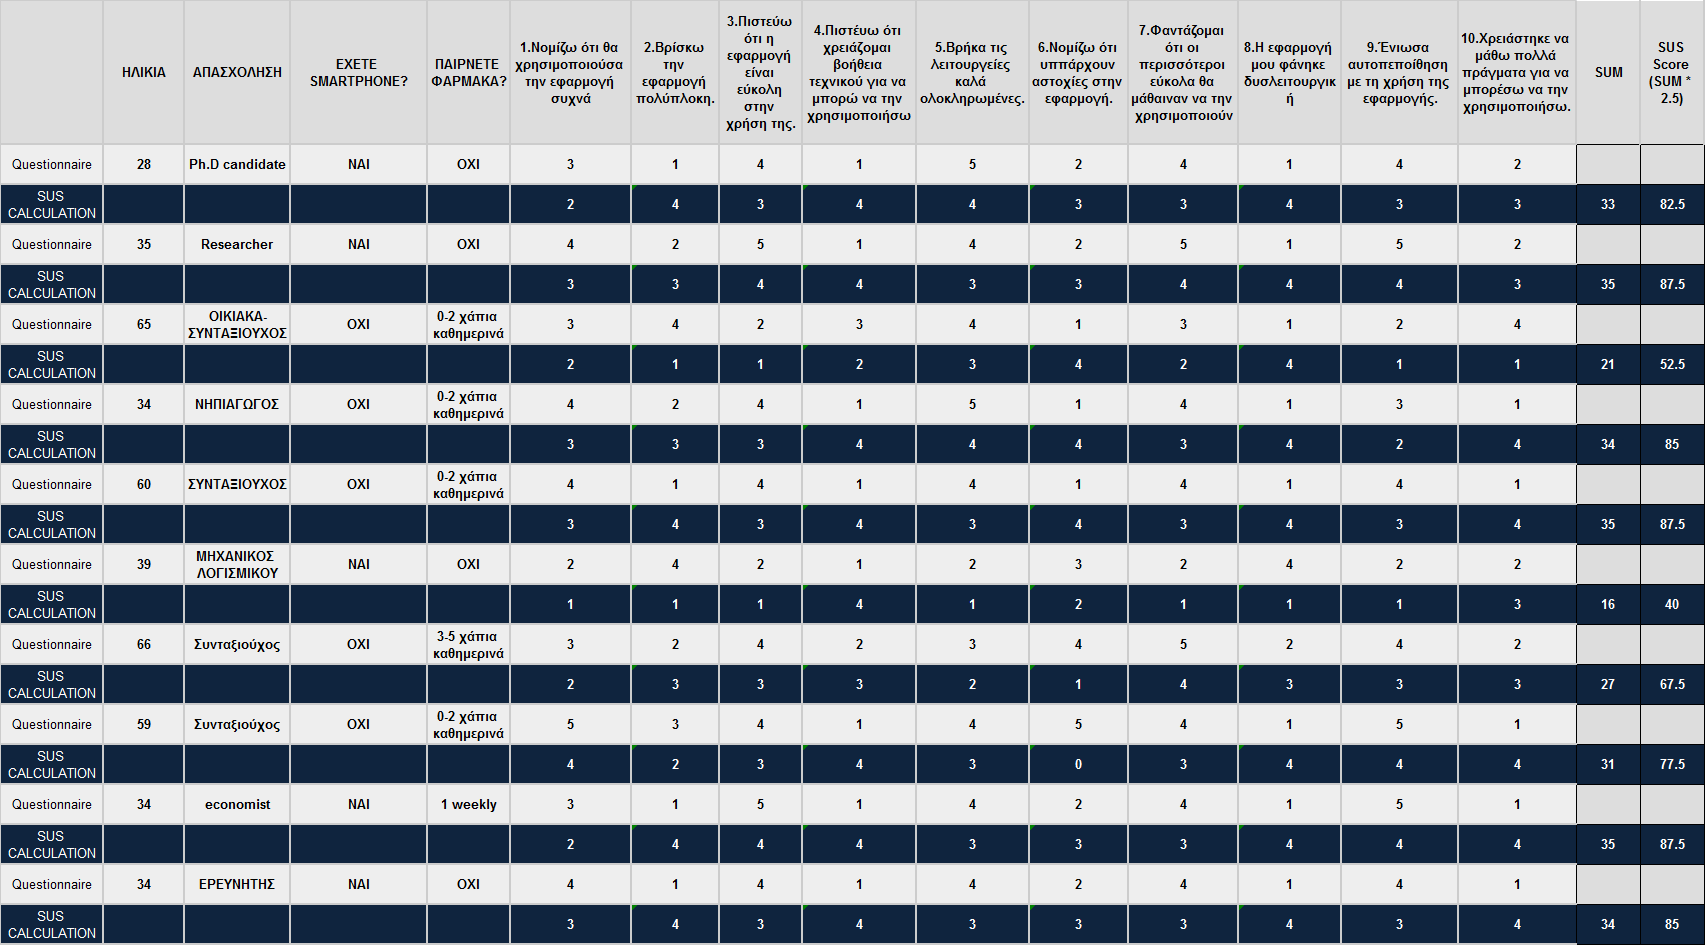 ΗΛΙΚΙΑ ΑΠΑΣΧΟΛΗΣΗ ΕΧΕΤΕ SMARTPHONE? ΠΑΙΡΝΕΤΕ ΦΑΡΜΑΚΑ? 1.Νομίζω ότι θα χρησιμοποιούσα την εφαρμογή συχνά 2.Βρίσκω την εφαρμογή πολύπλοκη. 3.Πιστεύω ότι η εφαρμογή είναι εύκολη στην χρήση της. 4.Πιστέυω ότι χρειάζομαι βοήθεια τεχνικού για να μπορώ να την χρησιμοποιήσω 5.Βρήκα τις λειτουργείες καλά ολοκληρωμένες. 6.Νομίζω ότι υππάρχουν αστοχίες στην εφαρμογή. 7.Φαντάζομαι ότι οι περισσότεροι εύκολα θα μάθαιναν να την χρησιμοποιούν 8.Η εφαρμογή μου φάνηκε δυσλειτουργική 9.Ένιωσα αυτοπεποίθηση με τη χρήση της εφαρμογής. 10.Χρειάστηκε να μάθω πολλά πράγματα για να μπορέσω να την χρησιμοποιήσω. SUM SUS Score (SUM * 2.5)
Questionnaire 28 Ph.D candidate ΝΑΙ ΟΧΙ 3 1 4 1 5 2 4 1 4 2
SUS CALCULATION 2 4 3 4 4 3 3 4 3 3 33 82.5
Questionnaire 35 Researcher ΝΑΙ ΟΧΙ 4 2 5 1 4 2 5 1 5 2
SUS CALCULATION 3 3 4 4 3 3 4 4 4 3 35 87.5
Questionnaire 65 ΟΙΚΙΑΚΑ-ΣΥΝΤΑΞΙΟΥΧΟΣ ΟΧΙ 0-2 χάπια καθημερινά 3 4 2 3 4 1 3 1 2 4
SUS CALCULATION 2 1 1 2 3 4 2 4 1 1 21 52.5
Questionnaire 34 ΝΗΠΙΑΓΩΓΟΣ ΟΧΙ 0-2 χάπια καθημερινά 4 2 4 1 5 1 4 1 3 1
SUS CALCULATION 3 3 3 4 4 4 3 4 2 4 34 85
Questionnaire 60 ΣΥΝΤΑΞΙΟΥΧΟΣ ΟΧΙ 0-2 χάπια καθημερινά 4 1 4 1 4 1 4 1 4 1
SUS CALCULATION 3 4 3 4 3 4 3 4 3 4 35 87.5
Questionnaire 39 ΜΗΧΑΝΙΚΟΣ ΛΟΓΙΣΜΙΚΟΥ ΝΑΙ ΟΧΙ 2 4 2 1 2 3 2 4 2 2
SUS CALCULATION 1 1 1 4 1 2 1 1 1 3 16 40
Questionnaire 66 Συνταξιούχος ΟΧΙ 3-5 χάπια καθημερινά 3 2 4 2 3 4 5 2 4 2
SUS CALCULATION 2 3 3 3 2 1 4 3 3 3 27 67.5
Questionnaire 59 Συνταξιούχος ΟΧΙ 0-2 χάπια καθημερινά 5 3 4 1 4 5 4 1 5 1
SUS CALCULATION 4 2 3 4 3 0 3 4 4 4 31 77.5
Questionnaire 34 economist ΝΑΙ 1 weekly 3 1 5 1 4 2 4 1 5 1
SUS CALCULATION 2 4 4 4 3 3 3 4 4 4 35 87.5
Questionnaire 34 ΕΡΕΥΝΗΤΗΣ ΝΑΙ ΟΧΙ 4 1 4 1 4 2 4 1 4 1
SUS CALCULATION 3 4 3 4 3 3 3 4 3 4 34 85